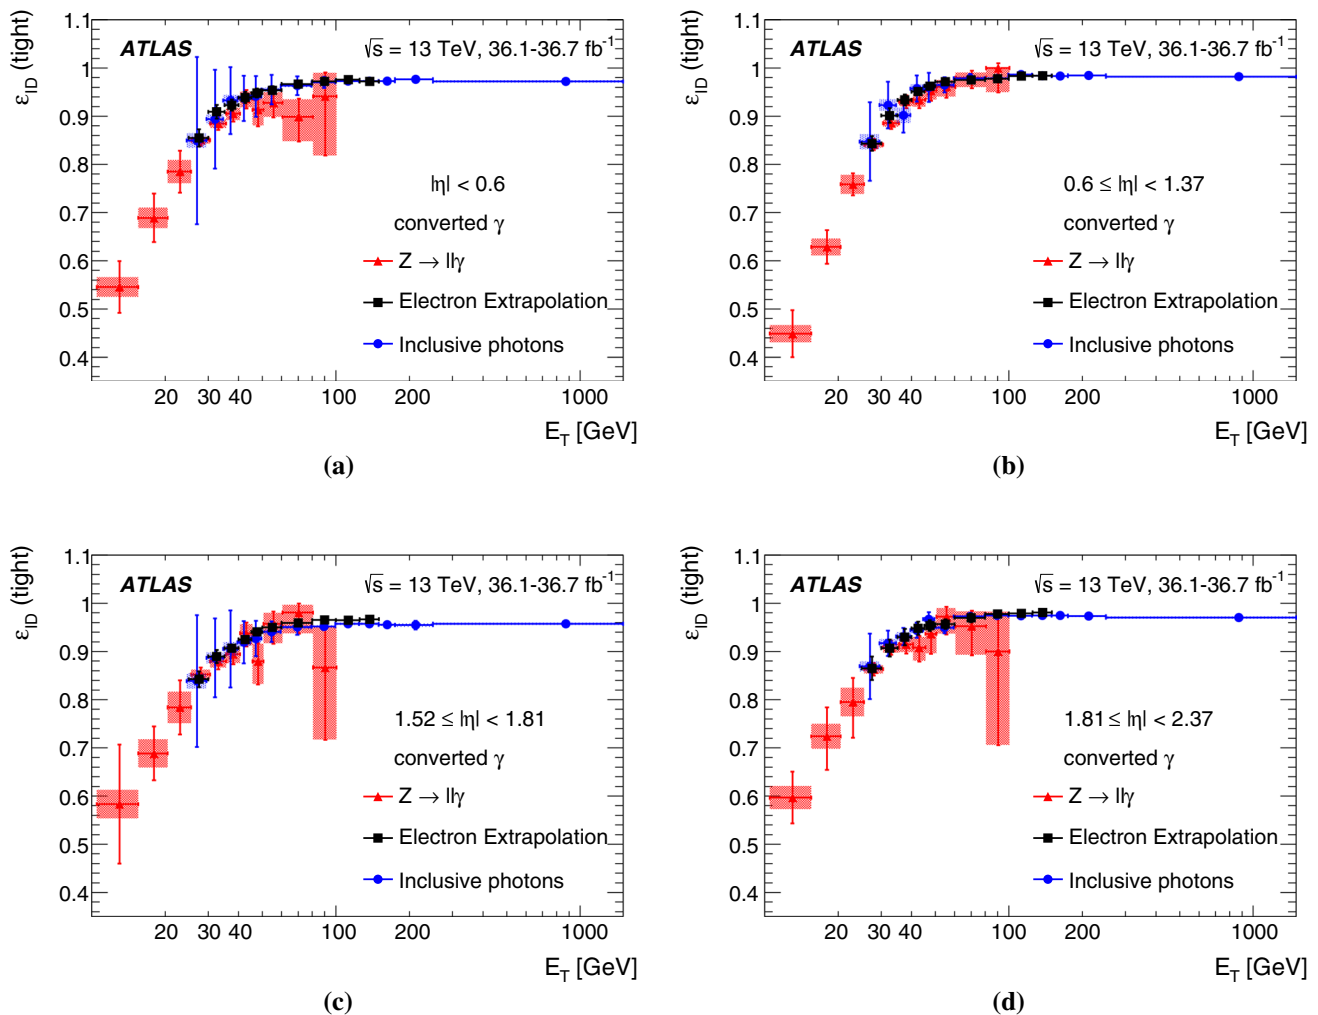 ε_ID (tight)
1.1
1
0.9
0.8
0.7
0.6
0.5
0.4
ATLAS
√s = 13 TeV, 36.1-36.7 fb⁻¹
|η| < 0.6
converted γ
Z → llγ
Electron Extrapolation
Inclusive photons
20 30 40 100 200 1000
E_T [GeV]
(a)
ε_ID (tight)
1.1
1
0.9
0.8
0.7
0.6
0.5
0.4
ATLAS
√s = 13 TeV, 36.1-36.7 fb⁻¹
0.6 ≤ |η| < 1.37
converted γ
Z → llγ
Electron Extrapolation
Inclusive photons
20 30 40 100 200 1000
E_T [GeV]
(b)
ε_ID (tight)
1.1
1
0.9
0.8
0.7
0.6
0.5
0.4
ATLAS
√s = 13 TeV, 36.1-36.7 fb⁻¹
1.52 ≤ |η| < 1.81
converted γ
Z → llγ
Electron Extrapolation
Inclusive photons
20 30 40 100 200 1000
E_T [GeV]
(c)
ε_ID (tight)
1.1
1
0.9
0.8
0.7
0.6
0.5
0.4
ATLAS
√s = 13 TeV, 36.1-36.7 fb⁻¹
1.81 ≤ |η| < 2.37
converted γ
Z → llγ
Electron Extrapolation
Inclusive photons
20 30 40 100 200 1000
E_T [GeV]
(d)